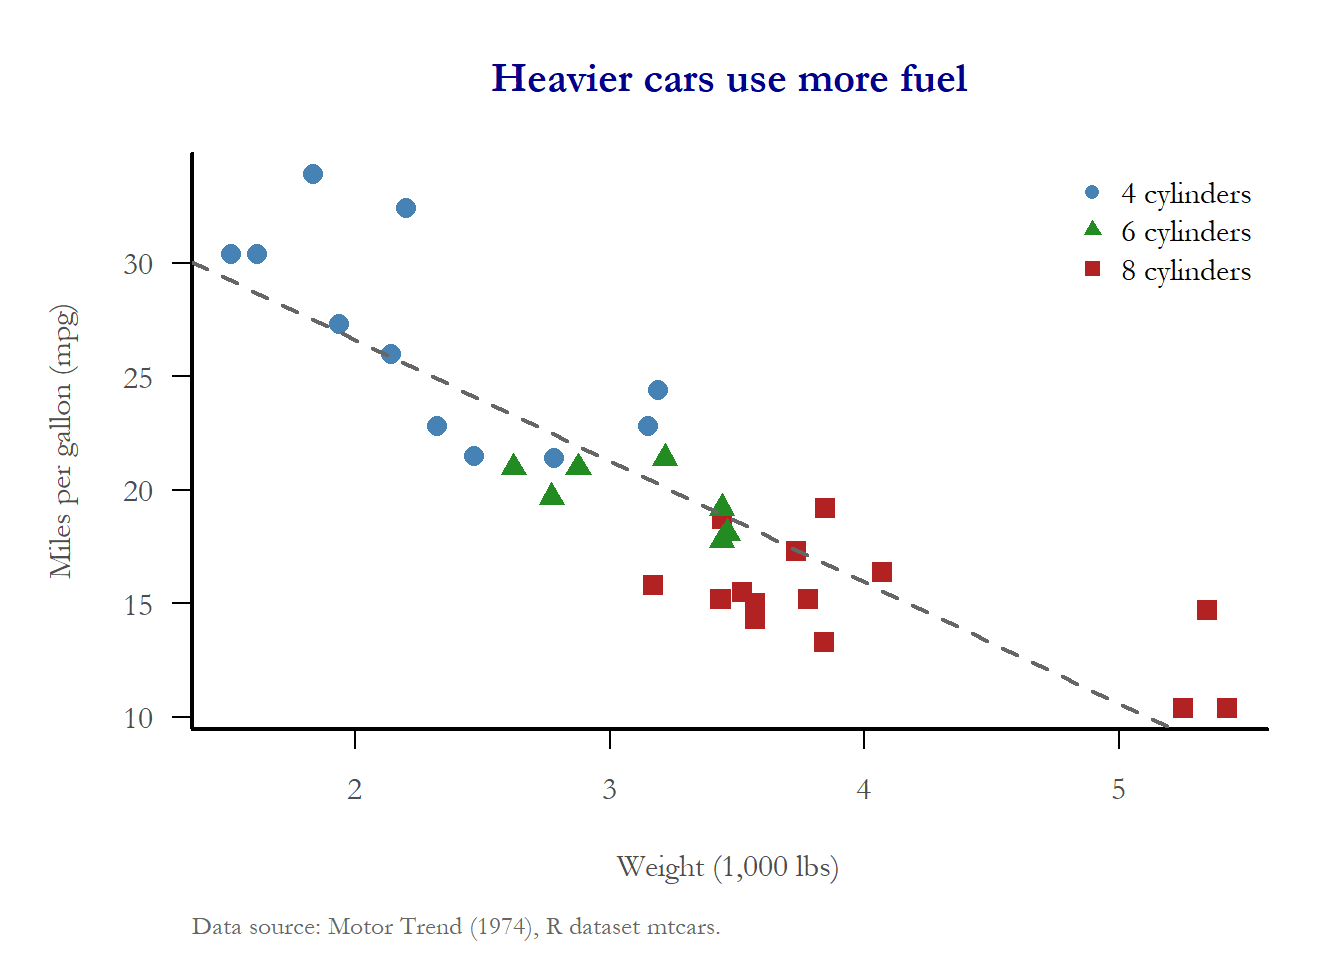 Heavier cars use more fuel
4 cylinders
6 cylinders
8 cylinders
Miles per gallon (mpg)
30
25
20
15
10
2 3 4 5
Weight (1,000 lbs)
Data source: Motor Trend (1974), R dataset mtcars.